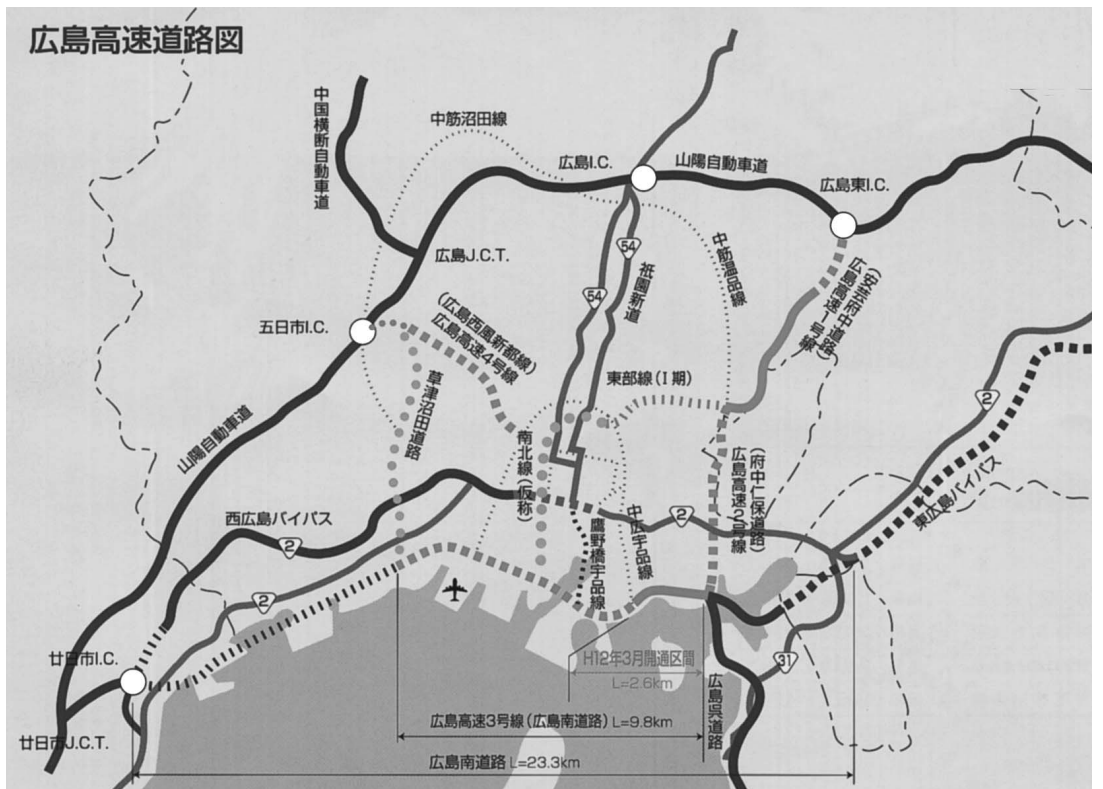 広島高速道路図
中国横断自動車道
中筋沼田線
広島I.C.
山陽自動車道
広島東I.C.
広島J.C.T.
54
54
祇園新道
中筋温品線
(安芸府中道路)
広島高速1号線
五日市I.C.
(広島西風新都線)
広島高速4号線
草津沼田道路
東部線(I期)
2
山陽自動車道
南北線(仮称)
(府中仁保道路)
広島高速2号線
西広島バイパス
2
鷹野橋宇品線
中広宇品線
2
東広島バイパス
2
廿日市I.C.
H12年3月開通区間
L=2.6km
広島呉道路
31
廿日市J.C.T.
広島高速3号線(広島南道路)L=9.8km
広島南道路 L=23.3km